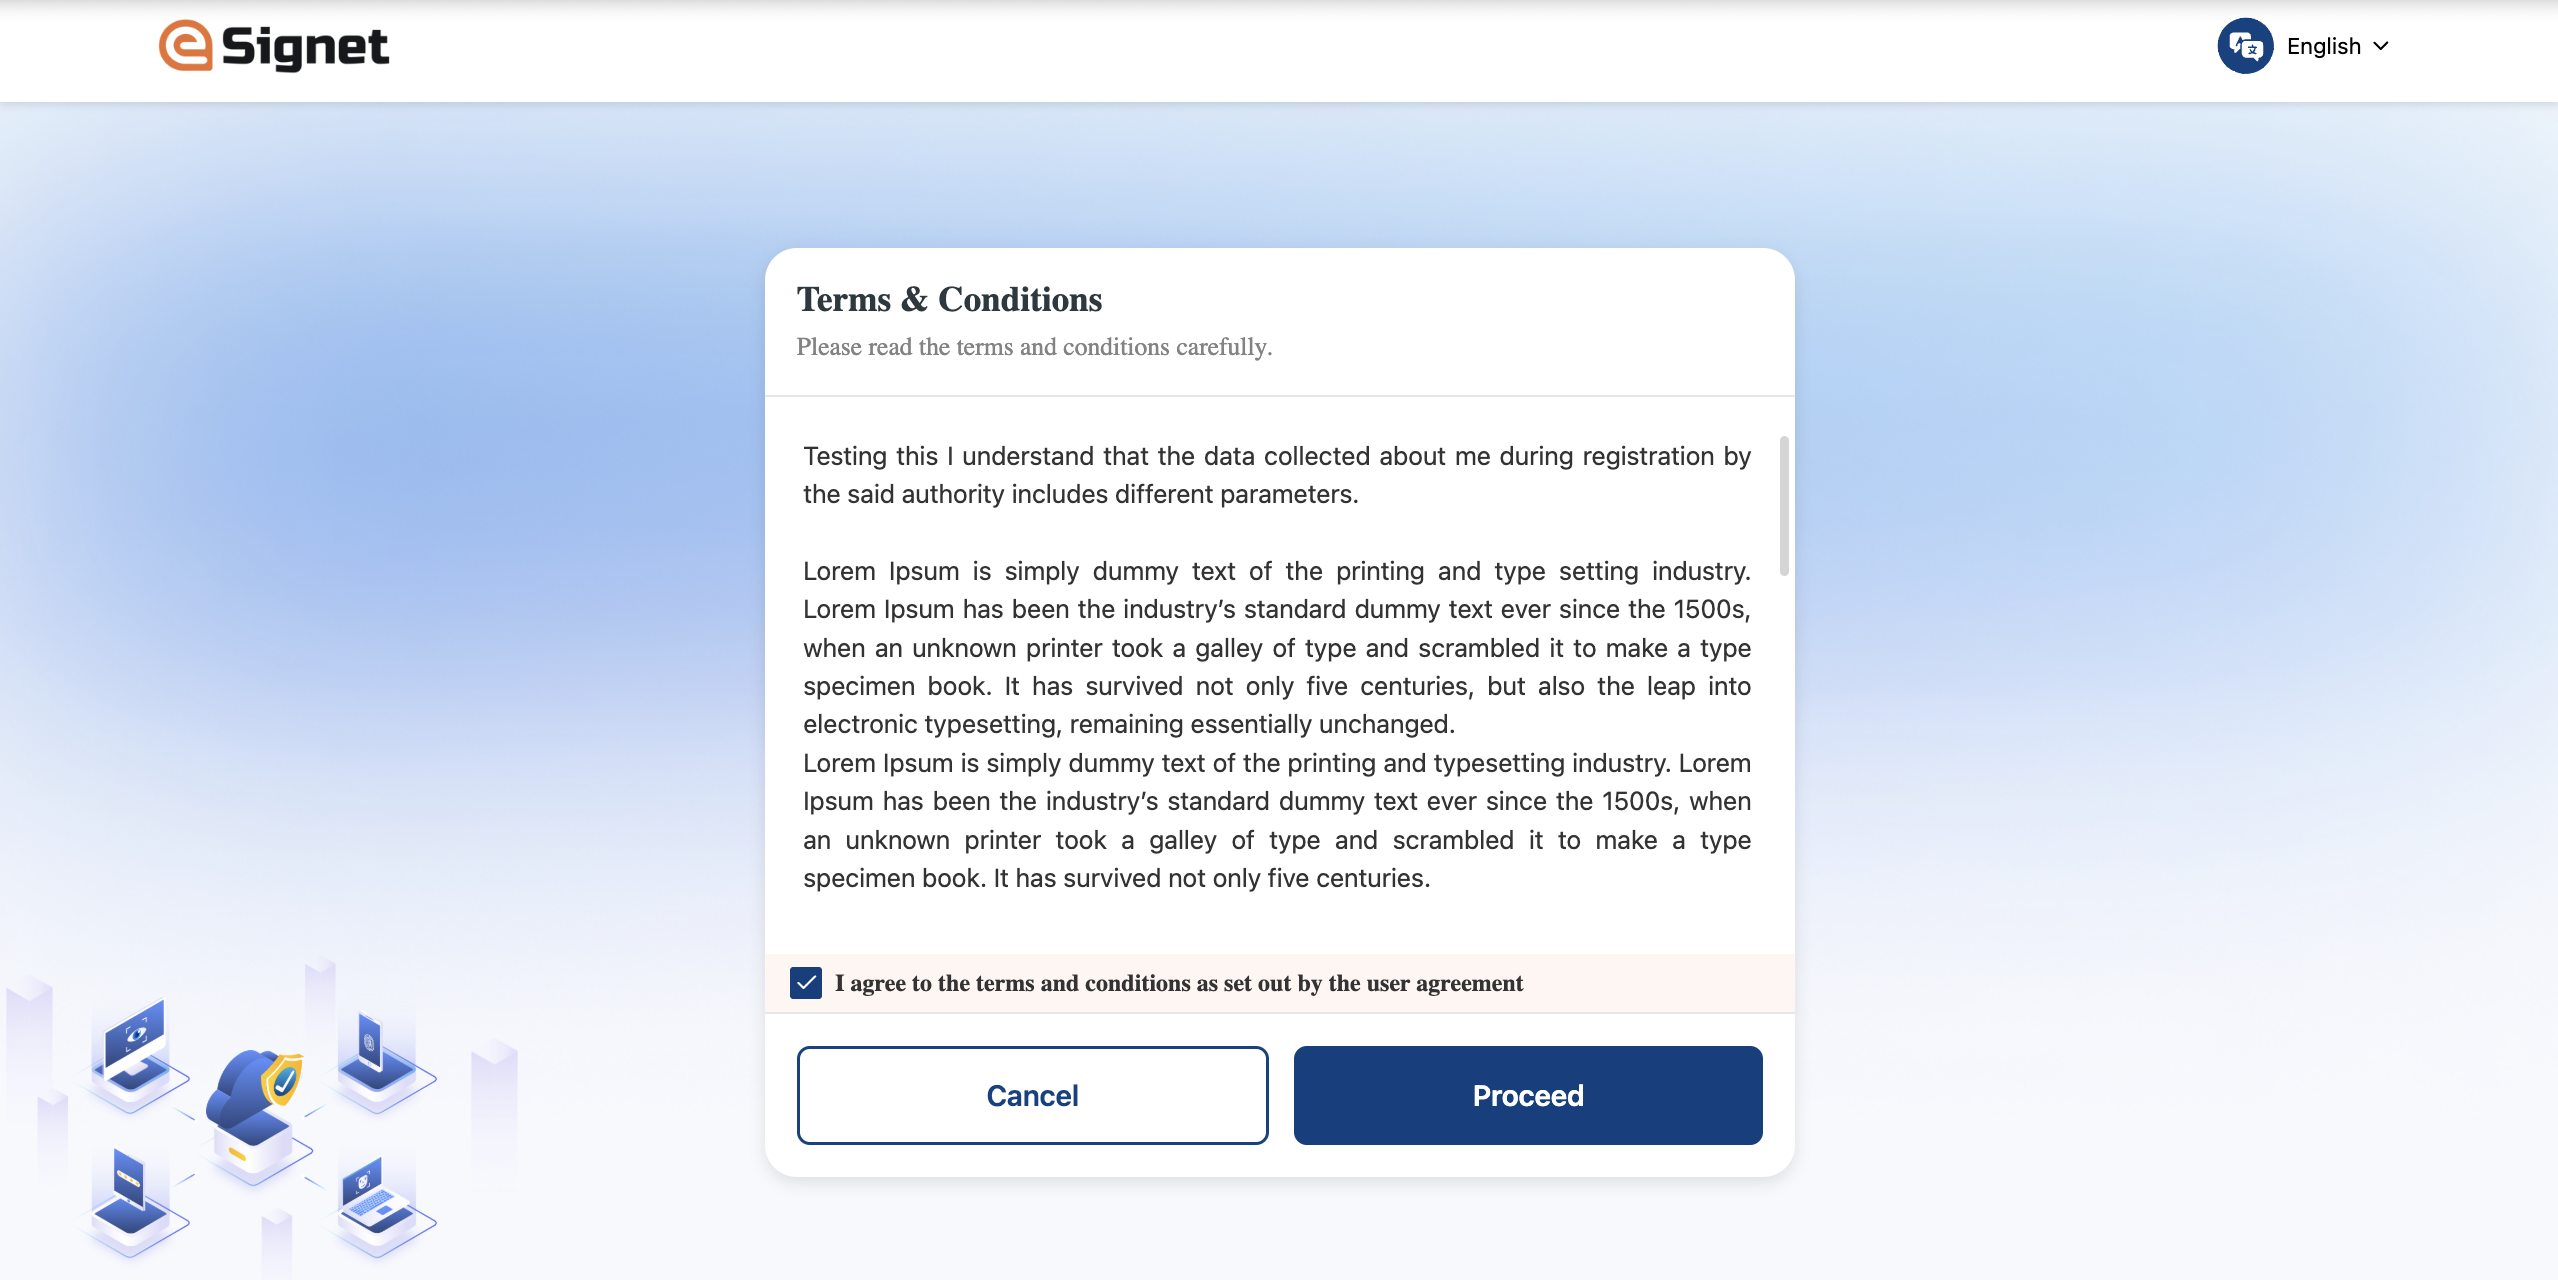 eSignet
English
Terms & Conditions
Please read the terms and conditions carefully.
Testing this I understand that the data collected about me during registration by
the said authority includes different parameters.
Lorem Ipsum is simply dummy text of the printing and type setting industry.
Lorem Ipsum has been the industry’s standard dummy text ever since the 1500s,
when an unknown printer took a galley of type and scrambled it to make a type
specimen book. It has survived not only five centuries, but also the leap into
electronic typesetting, remaining essentially unchanged.
Lorem Ipsum is simply dummy text of the printing and typesetting industry. Lorem
Ipsum has been the industry’s standard dummy text ever since the 1500s, when
an unknown printer took a galley of type and scrambled it to make a type
specimen book. It has survived not only five centuries.
I agree to the terms and conditions as set out by the user agreement
Cancel
Proceed